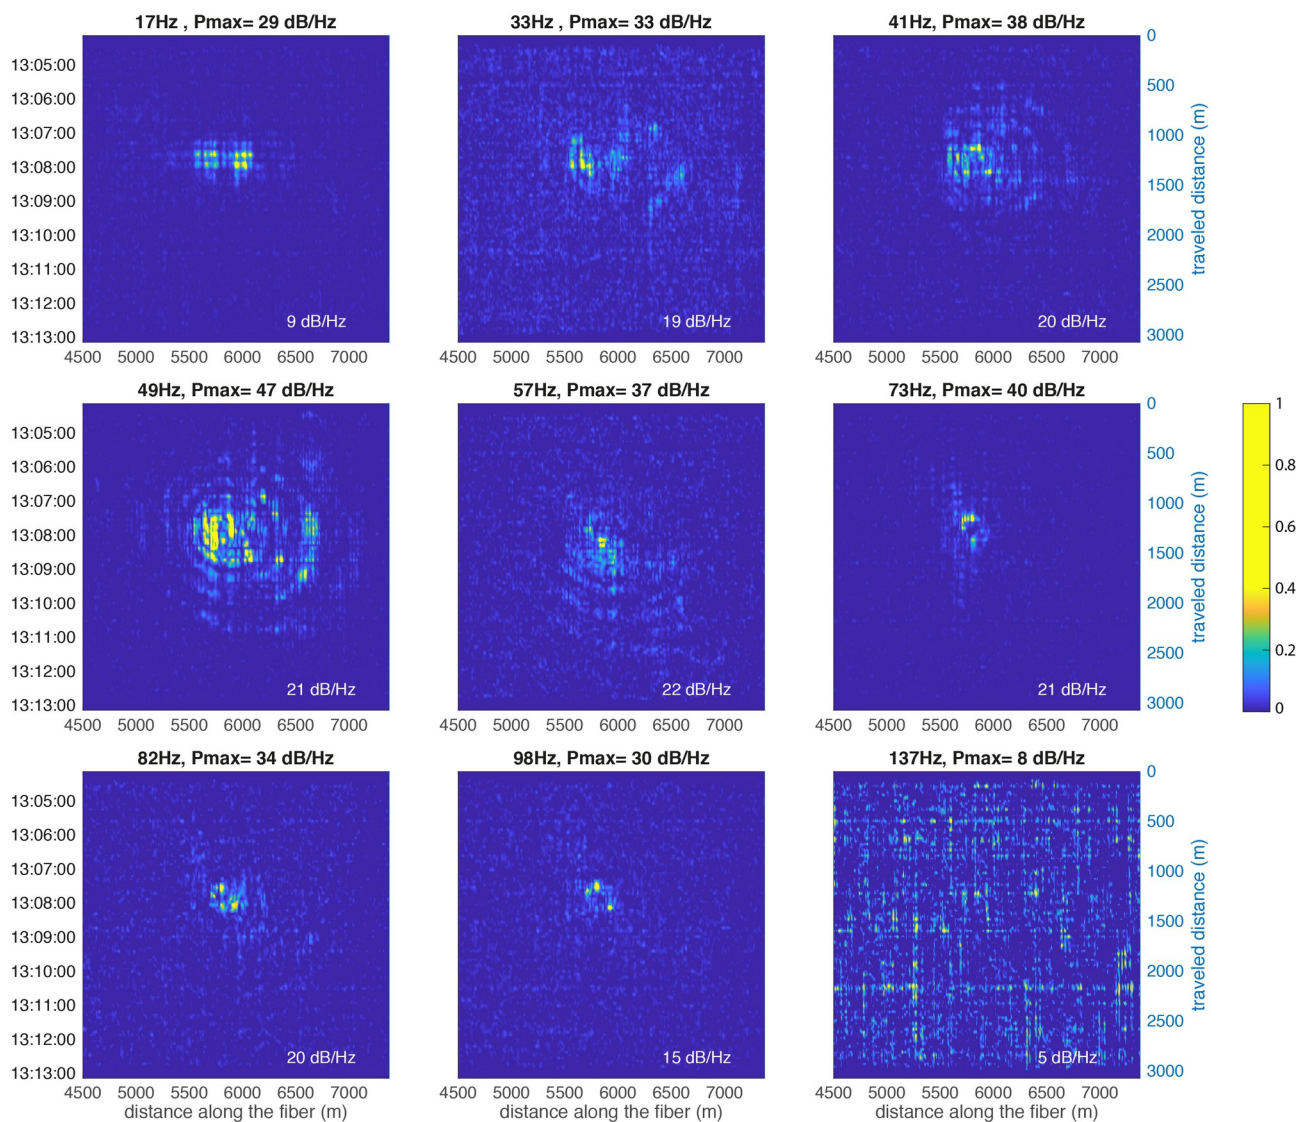 17Hz , Pmax= 29 dB/Hz
33Hz , Pmax= 33 dB/Hz
41Hz, Pmax= 38 dB/Hz
13:05:00
13:06:00
13:07:00
13:08:00
13:09:00
13:10:00
13:11:00
13:12:00
13:13:00
9 dB/Hz
19 dB/Hz
20 dB/Hz
0
500
1000
1500
2000
2500
3000
traveled distance (m)
4500 5000 5500 6000 6500 7000
4500 5000 5500 6000 6500 7000
4500 5000 5500 6000 6500 7000
49Hz, Pmax= 47 dB/Hz
57Hz, Pmax= 37 dB/Hz
73Hz, Pmax= 40 dB/Hz
13:05:00
13:06:00
13:07:00
13:08:00
13:09:00
13:10:00
13:11:00
13:12:00
13:13:00
21 dB/Hz
22 dB/Hz
21 dB/Hz
0
500
1000
1500
2000
2500
3000
traveled distance (m)
1
0.8
0.6
0.4
0.2
0
4500 5000 5500 6000 6500 7000
4500 5000 5500 6000 6500 7000
4500 5000 5500 6000 6500 7000
82Hz, Pmax= 34 dB/Hz
98Hz, Pmax= 30 dB/Hz
137Hz, Pmax= 8 dB/Hz
13:05:00
13:06:00
13:07:00
13:08:00
13:09:00
13:10:00
13:11:00
13:12:00
13:13:00
20 dB/Hz
15 dB/Hz
5 dB/Hz
0
500
1000
1500
2000
2500
3000
traveled distance (m)
4500 5000 5500 6000 6500 7000
4500 5000 5500 6000 6500 7000
4500 5000 5500 6000 6500 7000
distance along the fiber (m)
distance along the fiber (m)
distance along the fiber (m)